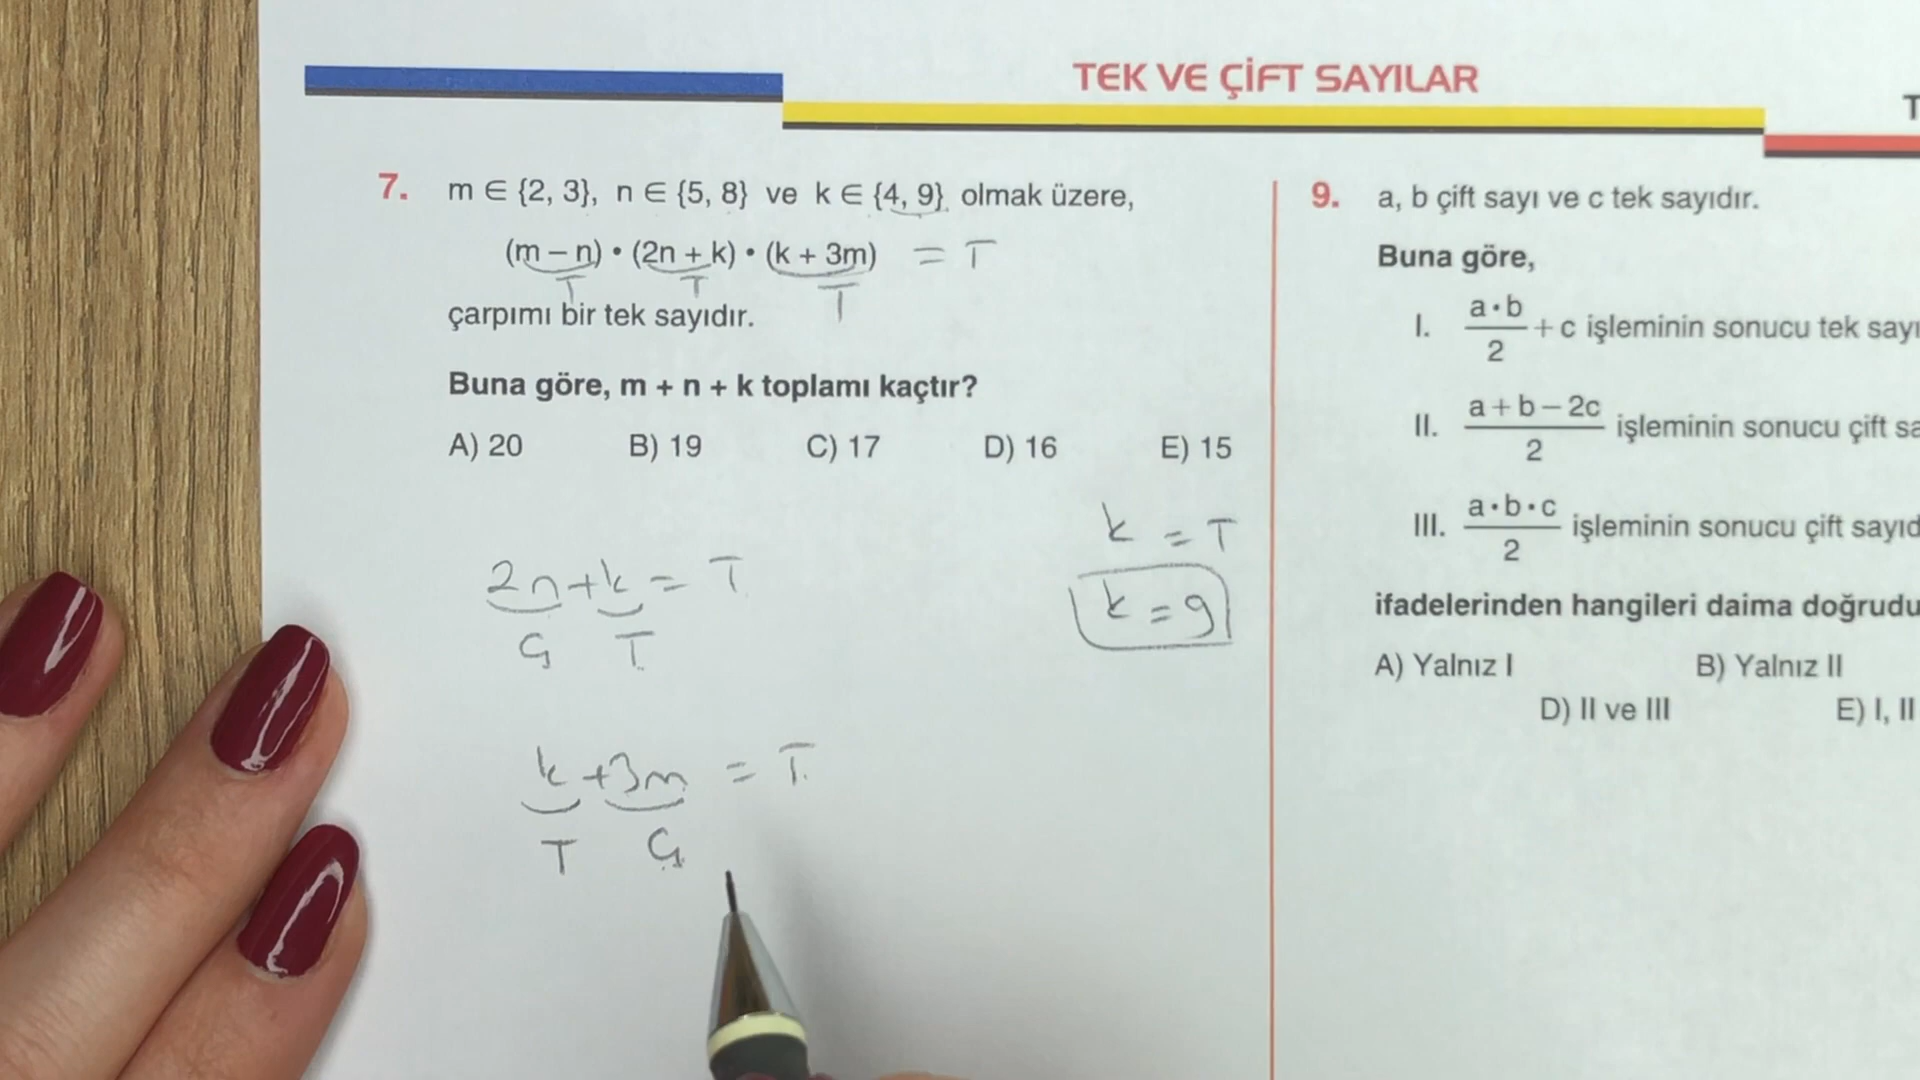 TEK VE ÇİFT SAYILAR
T
7. m ∈ {2, 3}, n ∈ {5, 8} ve k ∈ {4, 9} olmak üzere,
(m – n) • (2n + k) • (k + 3m) = T
T T T
çarpımı bir tek sayıdır.
Buna göre, m + n + k toplamı kaçtır?
A) 20 B) 19 C) 17 D) 16 E) 15
k = T
k = 9
2n + k = T
Ç T
k + 3m = T
T Ç
9. a, b çift sayı ve c tek sayıdır.
Buna göre,
I. a • b / 2 + c işleminin sonucu tek sayı
II. a + b – 2c / 2 işleminin sonucu çift sa
III. a • b • c / 2 işleminin sonucu çift sayıd
ifadelerinden hangileri daima doğrudu
A) Yalnız I B) Yalnız II
D) II ve III E) I, II